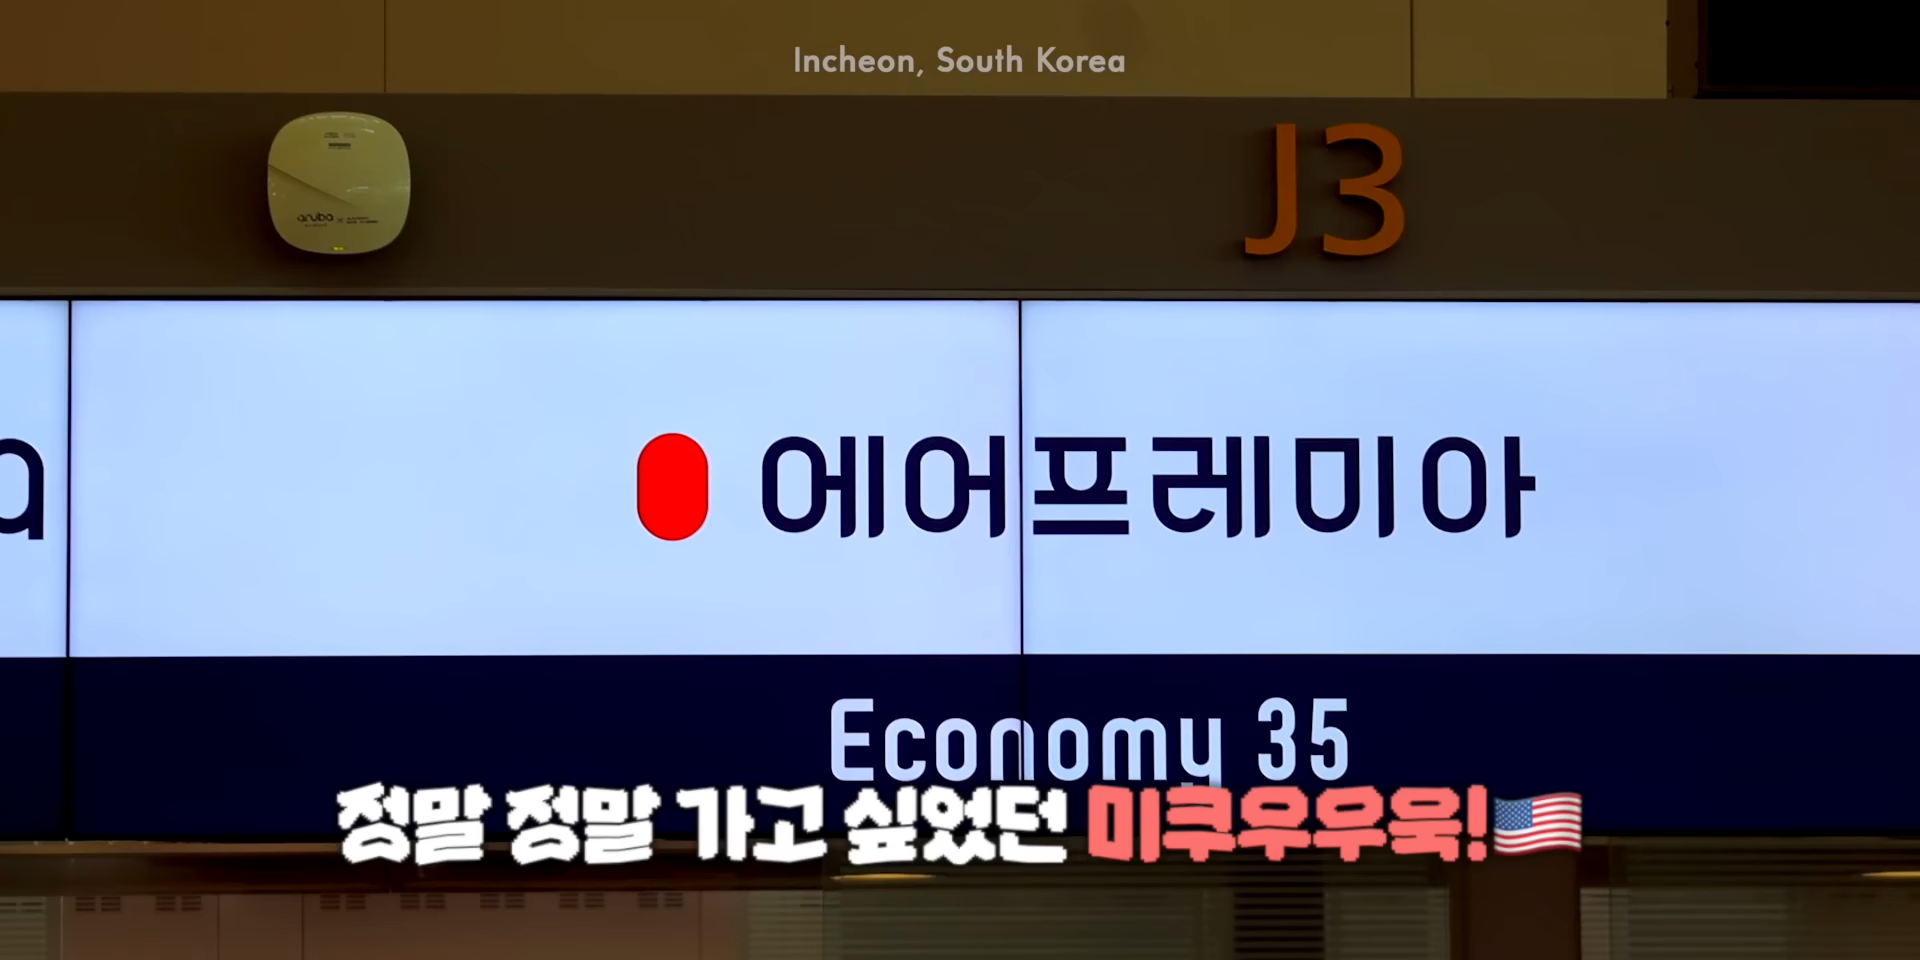 Incheon, South Korea
J3
aruba
a
에어프레미아
Economy 35
정말 정말 가고 싶었던 미쿠우우욱!🇺🇸